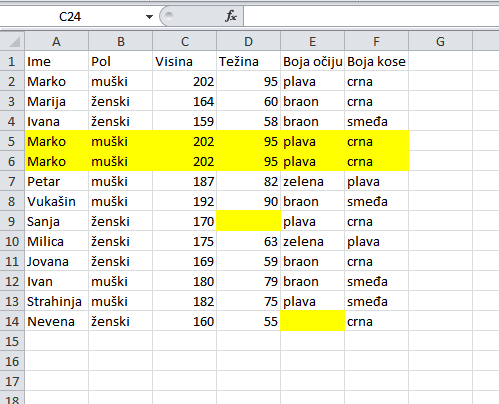 C24 fx
A B C D E F G
1 Ime Pol Visina Težina Boja očiju Boja kose
2 Marko muški 202 95 plava crna
3 Marija ženski 164 60 braon crna
4 Ivana ženski 159 58 braon smeđa
5 Marko muški 202 95 plava crna
6 Marko muški 202 95 plava crna
7 Petar muški 187 82 zelena plava
8 Vukašin muški 192 90 braon smeđa
9 Sanja ženski 170 plava crna
10 Milica ženski 175 63 zelena plava
11 Jovana ženski 169 59 braon crna
12 Ivan muški 180 79 braon smeđa
13 Strahinja muški 182 75 plava smeđa
14 Nevena ženski 160 55 crna
15
16
17
18